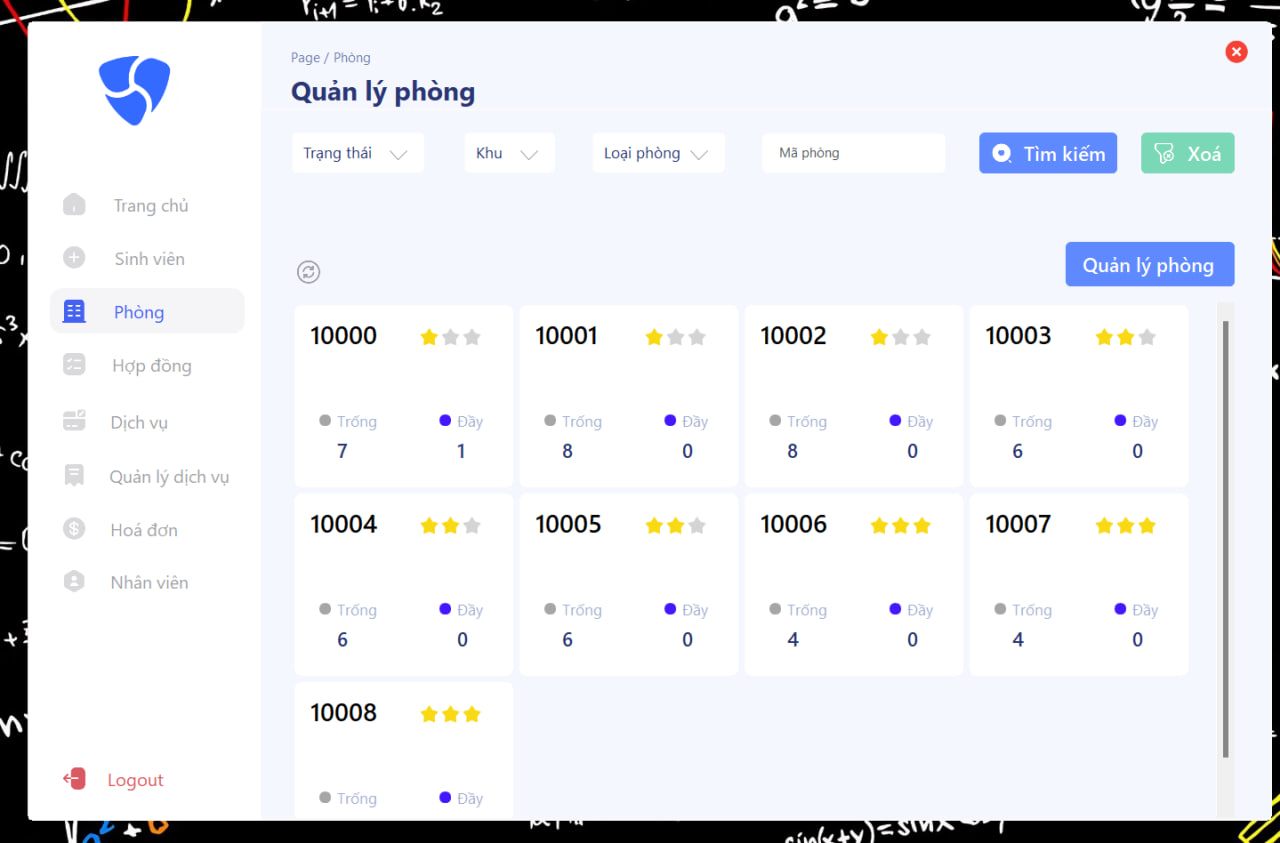 Page / Phòng
Quản lý phòng
Trạng thái
Khu
Loại phòng
Mã phòng
Tìm kiếm
Xoá
Trang chủ
Sinh viên
Phòng
Hợp đồng
Dịch vụ
Quản lý dịch vụ
Hoá đơn
Nhân viên
Logout
Quản lý phòng
10000
Trống
Đầy
7
1
10001
Trống
Đầy
8
0
10002
Trống
Đầy
8
0
10003
Trống
Đầy
6
0
10004
Trống
Đầy
6
0
10005
Trống
Đầy
6
0
10006
Trống
Đầy
4
0
10007
Trống
Đầy
4
0
10008
Trống
Đầy